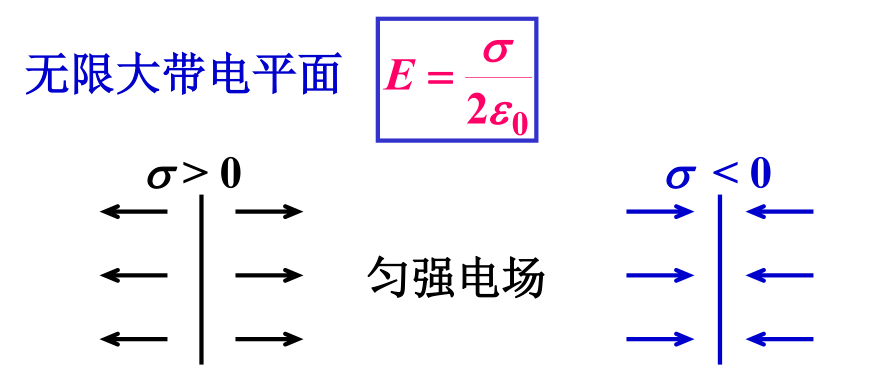 无限大带电平面
E = σ / 2ε₀
σ > 0
σ < 0
匀强电场